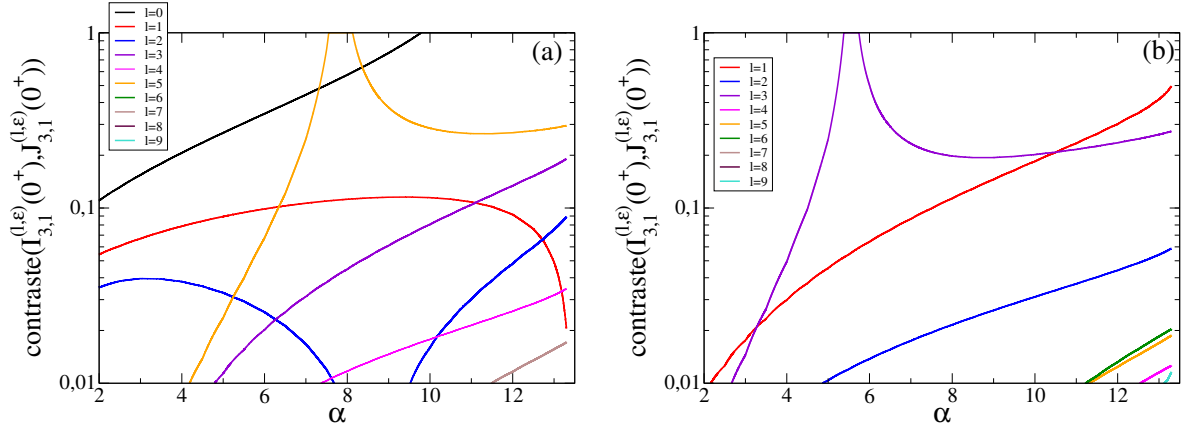 l=0
l=1
l=2
l=3
l=4
l=5
l=6
l=7
l=8
l=9
(a)
1
0,1
0,01
contraste(I_{3,1}^{(l,ε)}(0^+),J_{3,1}^{(l,ε)}(0^+))
2 4 6 8 10 12
α
l=1
l=2
l=3
l=4
l=5
l=6
l=7
l=8
l=9
(b)
1
0,1
0,01
contraste(I_{3,1}^{(l,ε)}(0^+),J_{3,1}^{(l,ε)}(0^+))
2 4 6 8 10 12
α